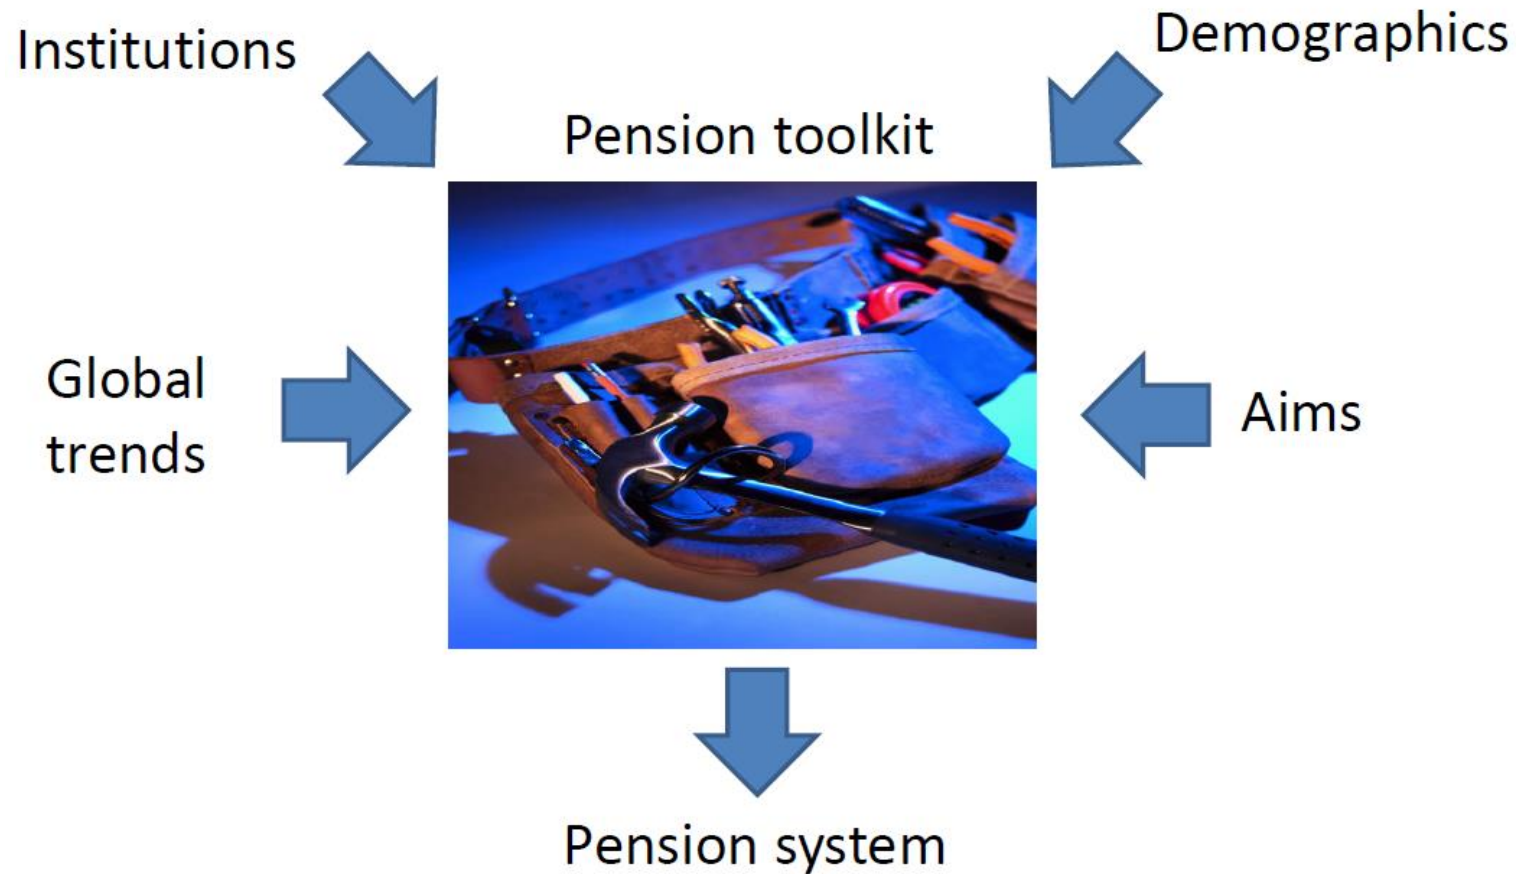 Institutions
Demographics
Pension toolkit
Global
trends
Aims
Pension system